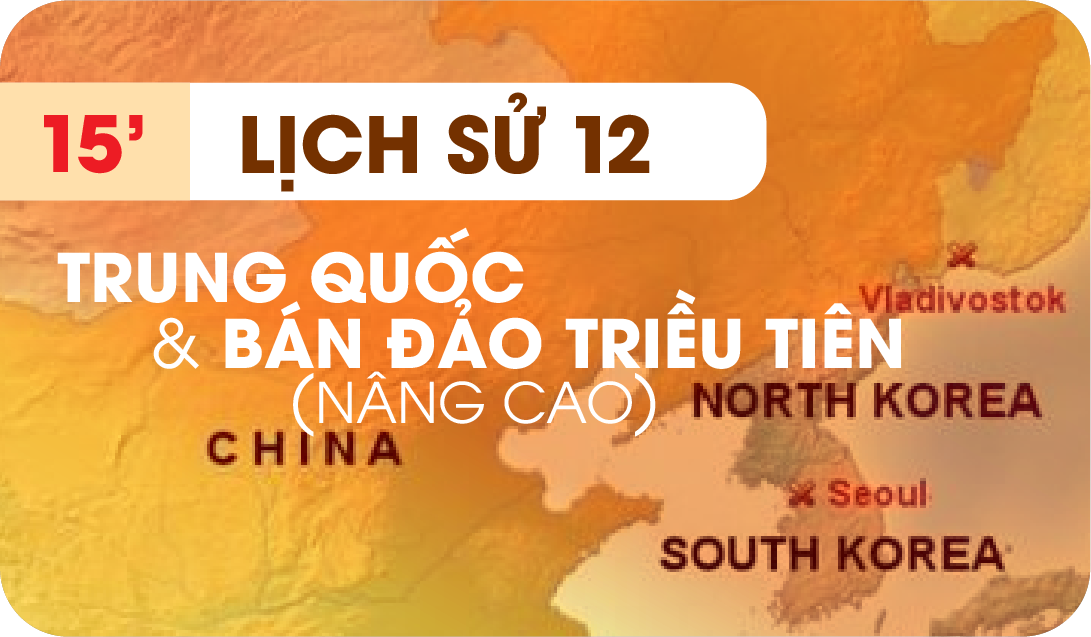 15’
LỊCH SỬ 12
TRUNG QUỐC
& BÁN ĐẢO TRIỀU TIÊN
(NÂNG CAO)
Vladivostok
NORTH KOREA
CHINA
Seoul
SOUTH KOREA